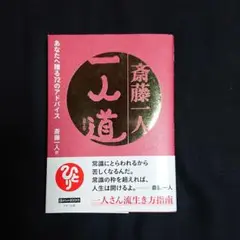 斎藤一人
一人道
あなたへ贈る72のアドバイス
斎藤一人 著
常識にとらわれるから
苦しくなるんだ。
常識の枠を超えれば、
人生は開けるよ。
斎藤一人
一人さん流生き方指南